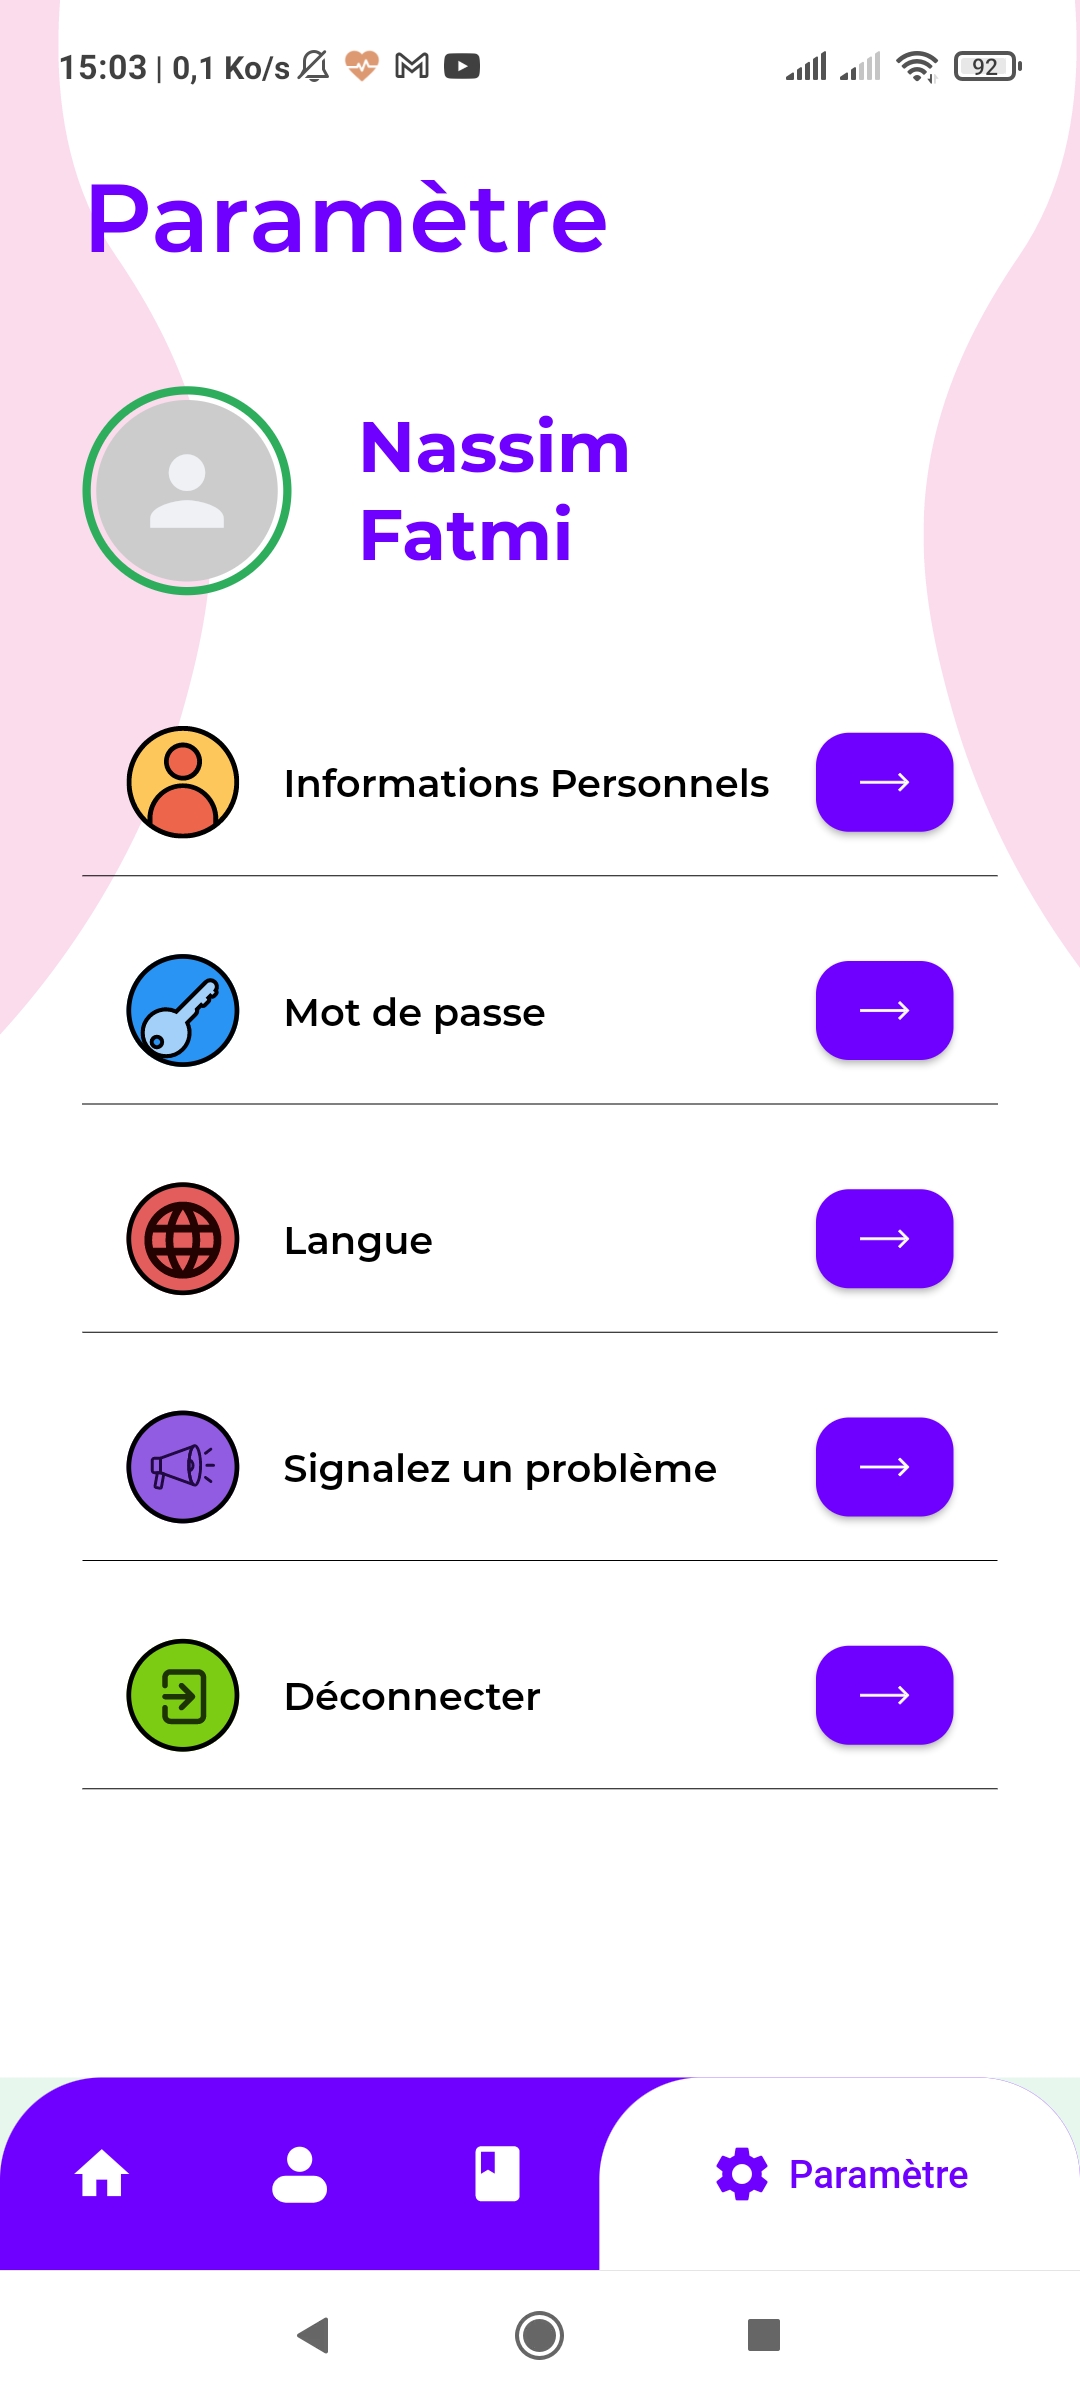 15:03 | 0,1 Ko/s
92
Paramètre
Nassim
Fatmi
Informations Personnels
Mot de passe
Langue
Signalez un problème
Déconnecter
Paramètre